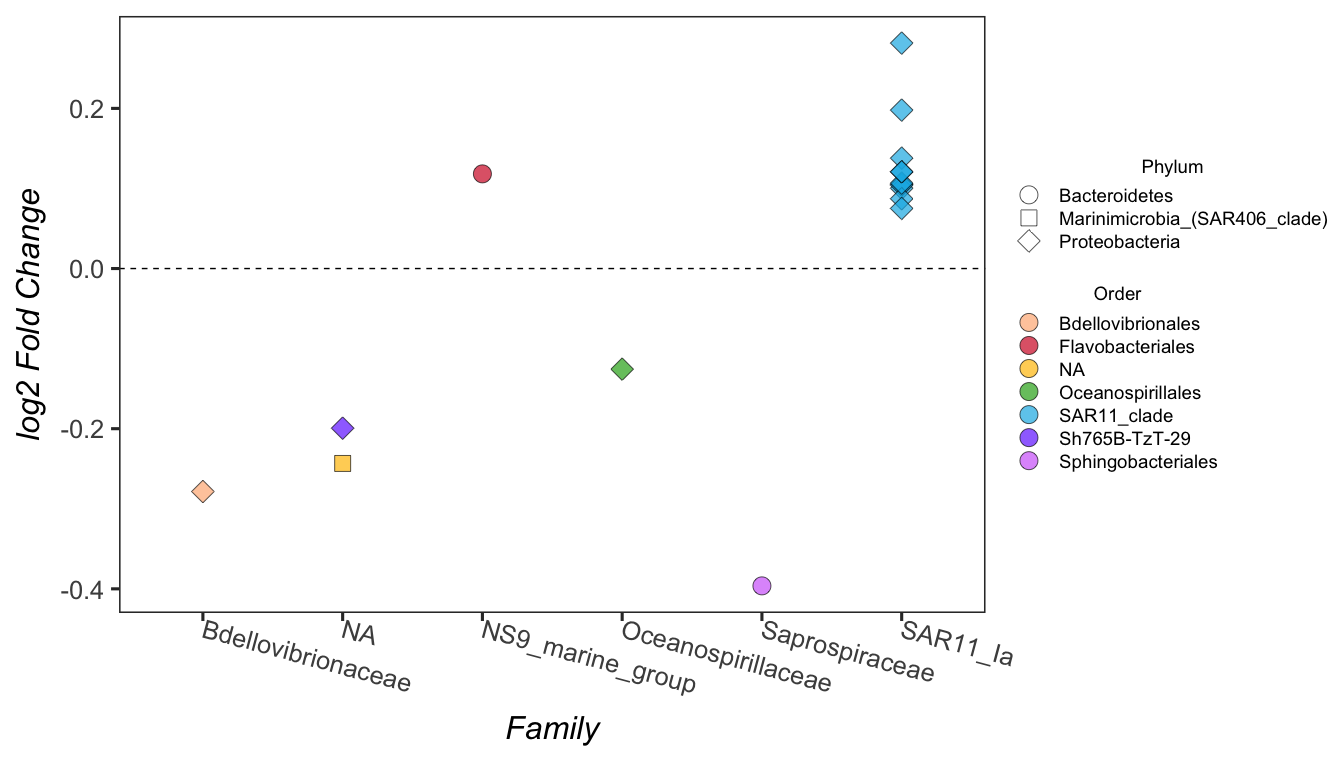 0.2
0.0
-0.2
-0.4
log2 Fold Change
Bdellovibrionaceae
NA
NS9_marine_group
Oceanospirillaceae
Saprospiraceae
SAR11_Ia
Family
Phylum
Bacteroidetes
Marinimicrobia_(SAR406_clade)
Proteobacteria
Order
Bdellovibrionales
Flavobacteriales
NA
Oceanospirillales
SAR11_clade
Sh765B-TzT-29
Sphingobacteriales